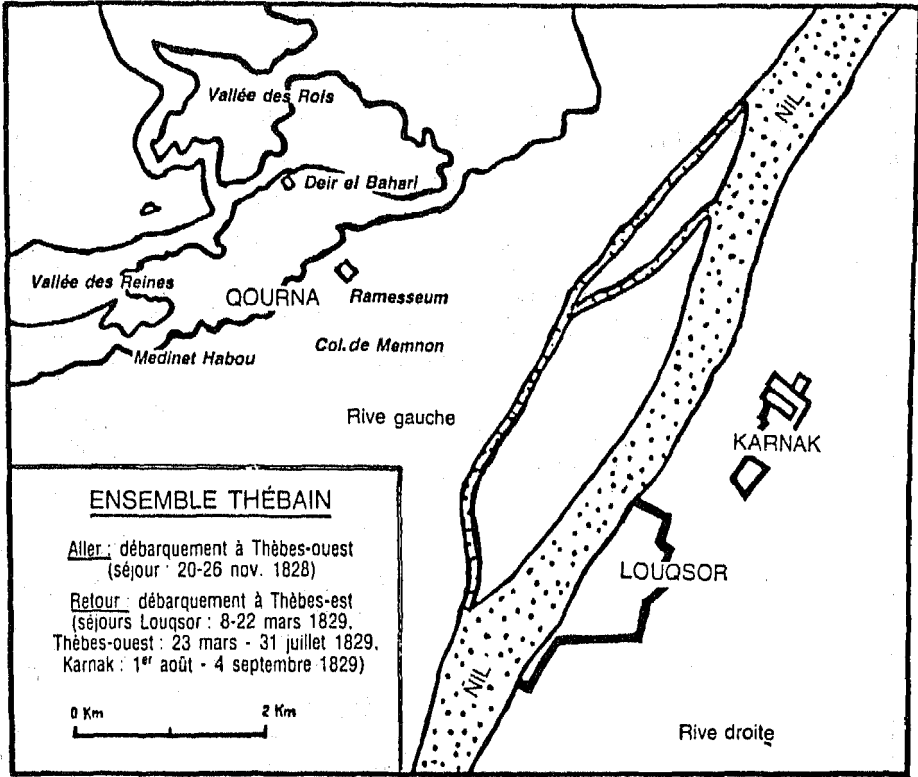 Vallée des Rois
NIL
Deir el Bahari
Vallée des Reines
QOURNA
Ramesseum
Medinet Habou
Col. de Memnon
Rive gauche
KARNAK
ENSEMBLE THÉBAIN
Aller : débarquement à Thèbes-ouest
(séjour : 20-26 nov. 1828)
Retour : débarquement à Thèbes-est
(séjours Louqsor : 8-22 mars 1829,
Thèbes-ouest : 23 mars - 31 juillet 1829,
Karnak : 1er août - 4 septembre 1829)
0 Km 2 Km
LOUQSOR
NIL
Rive droite